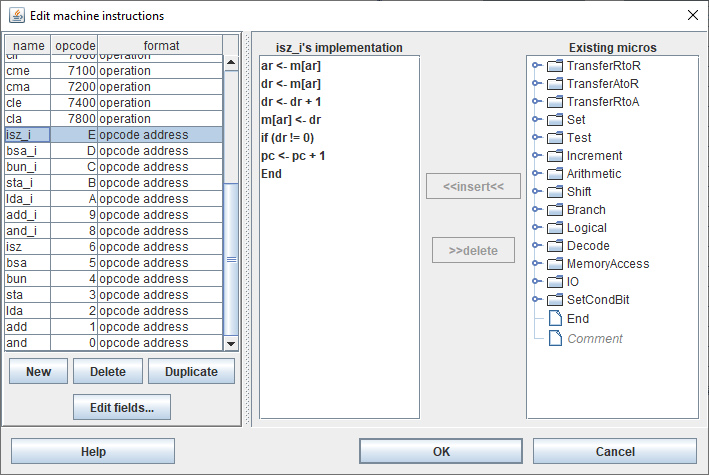 Edit machine instructions
name opcode format
cir 7080 operation
cme 7100 operation
cma 7200 operation
cle 7400 operation
cla 7800 operation
isz_i E opcode address
bsa_i D opcode address
bun_i C opcode address
sta_i B opcode address
lda_i A opcode address
add_i 9 opcode address
and_i 8 opcode address
isz 6 opcode address
bsa 5 opcode address
bun 4 opcode address
sta 3 opcode address
lda 2 opcode address
add 1 opcode address
and 0 opcode address
New Delete Duplicate
Edit fields...
isz_i's implementation
ar <- m[ar]
dr <- m[ar]
dr <- dr + 1
m[ar] <- dr
if (dr != 0)
pc <- pc + 1
End
<<insert<<
>>delete
Existing micros
TransferRtoR
TransferAtoR
TransferRtoA
Set
Test
Increment
Arithmetic
Shift
Branch
Logical
Decode
MemoryAccess
IO
SetCondBit
End
Comment
Help OK Cancel